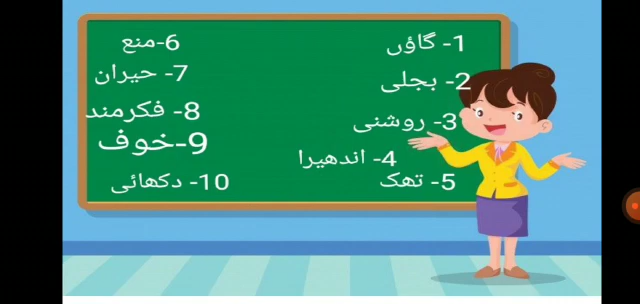 1- گاؤں
2- بجلی
3- روشنی
4- اندھیرا
5- تھک
6-منع
7- حیران
8- فکرمند
9-خوف
10- دکھائی